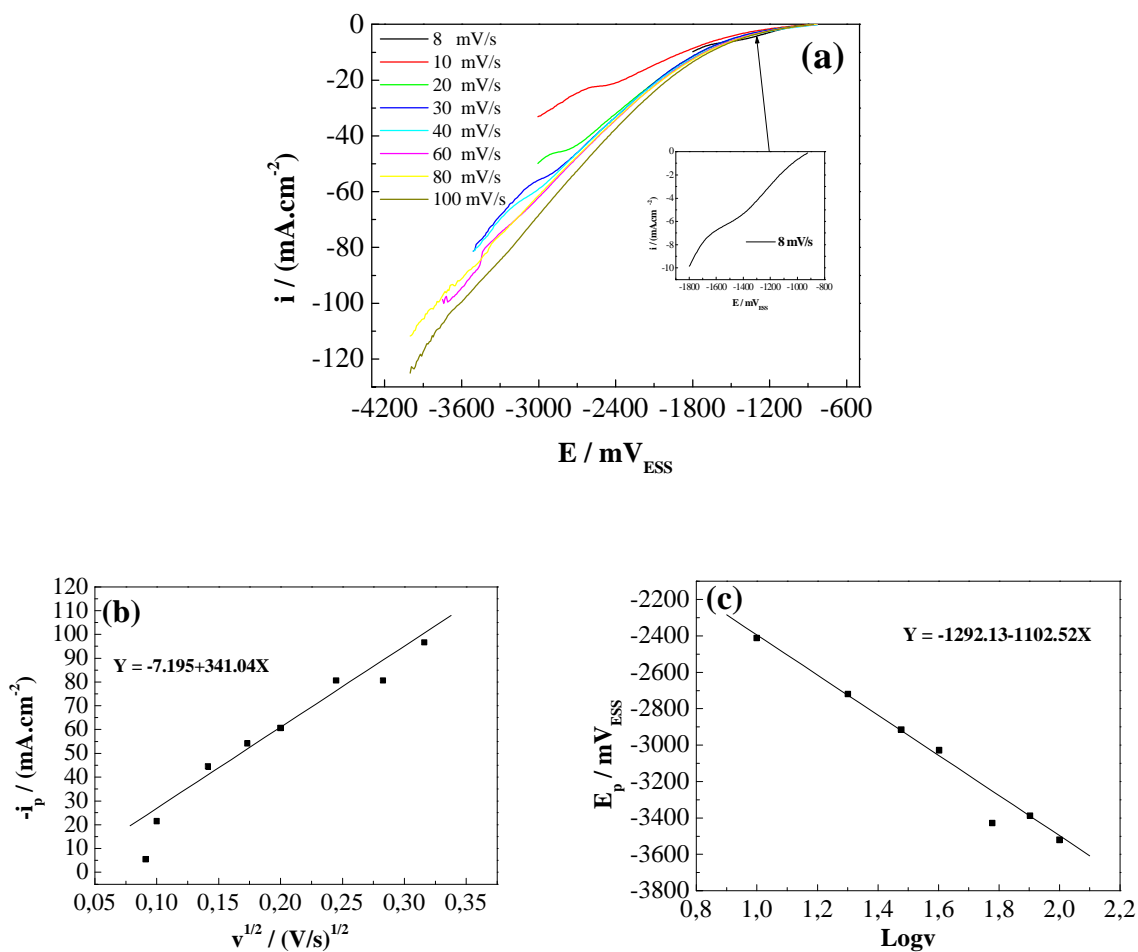 (a)
0
-20
-40
-60
-80
-100
-120
i / (mA.cm-2)
8 mV/s
10 mV/s
20 mV/s
30 mV/s
40 mV/s
60 mV/s
80 mV/s
100 mV/s
0
-2
-4
-6
-8
-10
i / (mA.cm -2)
8 mV/s
-1800 -1600 -1400 -1200 -1000 -800
E / mVESS
-4200 -3600 -3000 -2400 -1800 -1200 -600
E / mVESS
(b)
120
110
100
90
80
70
60
50
40
30
20
10
0
-ip / (mA.cm-2)
Y = -7.195+341.04X
0,05 0,10 0,15 0,20 0,25 0,30 0,35
v1/2 / (V/s)1/2
(c)
-2200
-2400
-2600
-2800
-3000
-3200
-3400
-3600
-3800
Ep / mVESS
Y = -1292.13-1102.52X
0,8 1,0 1,2 1,4 1,6 1,8 2,0 2,2
Logv